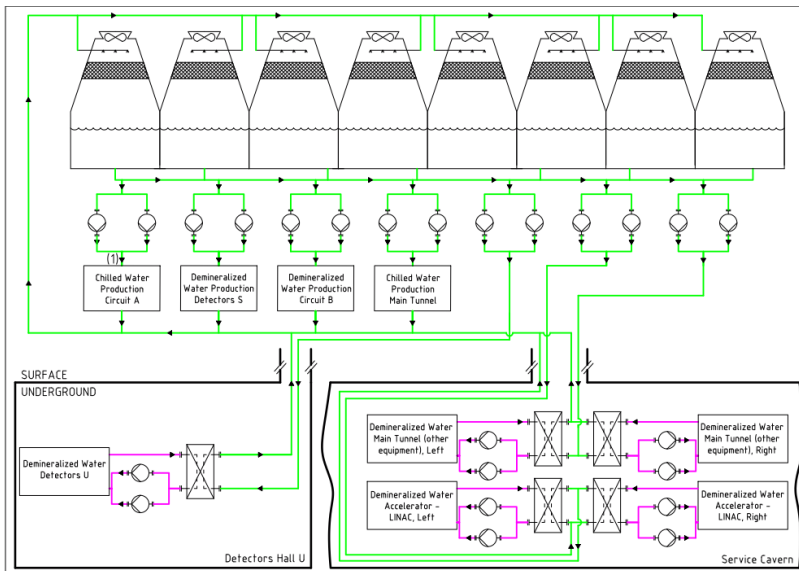 (1)
Chilled Water
Production
Circuit A
Demineralized
Water Production
Detectors S
Demineralized
Water Production
Circuit B
Chilled Water
Production
Main Tunnel
SURFACE
UNDERGROUND
Demineralized Water
Detectors U
Detectors Hall U
Demineralized Water
Main Tunnel (other
equipment), Left
Demineralized Water
Main Tunnel (other
equipment), Right
Demineralized Water
Accelerator -
LINAC, Left
Demineralized Water
Accelerator -
LINAC, Right
Service Cavern